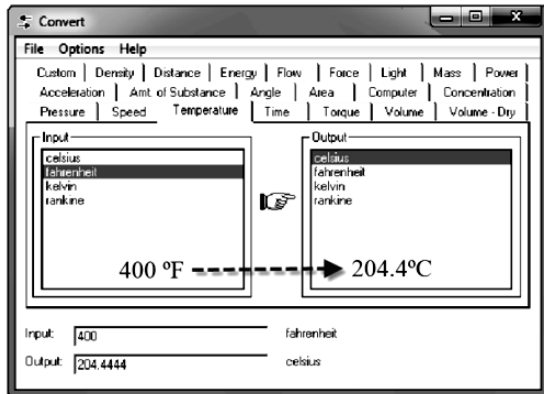 Convert
File Options Help
Custom Density Distance Energy Flow Force Light Mass Power
Acceleration Amt. of Substance Angle Area Computer Concentration
Pressure Speed Temperature Time Torque Volume Volume - Dry
Input
celsius
fahrenheit
kelvin
rankine
400 ºF
Output
celsius
fahrenheit
kelvin
rankine
204.4ºC
Input: 400 fahrenheit
Output: 204.4444 celsius